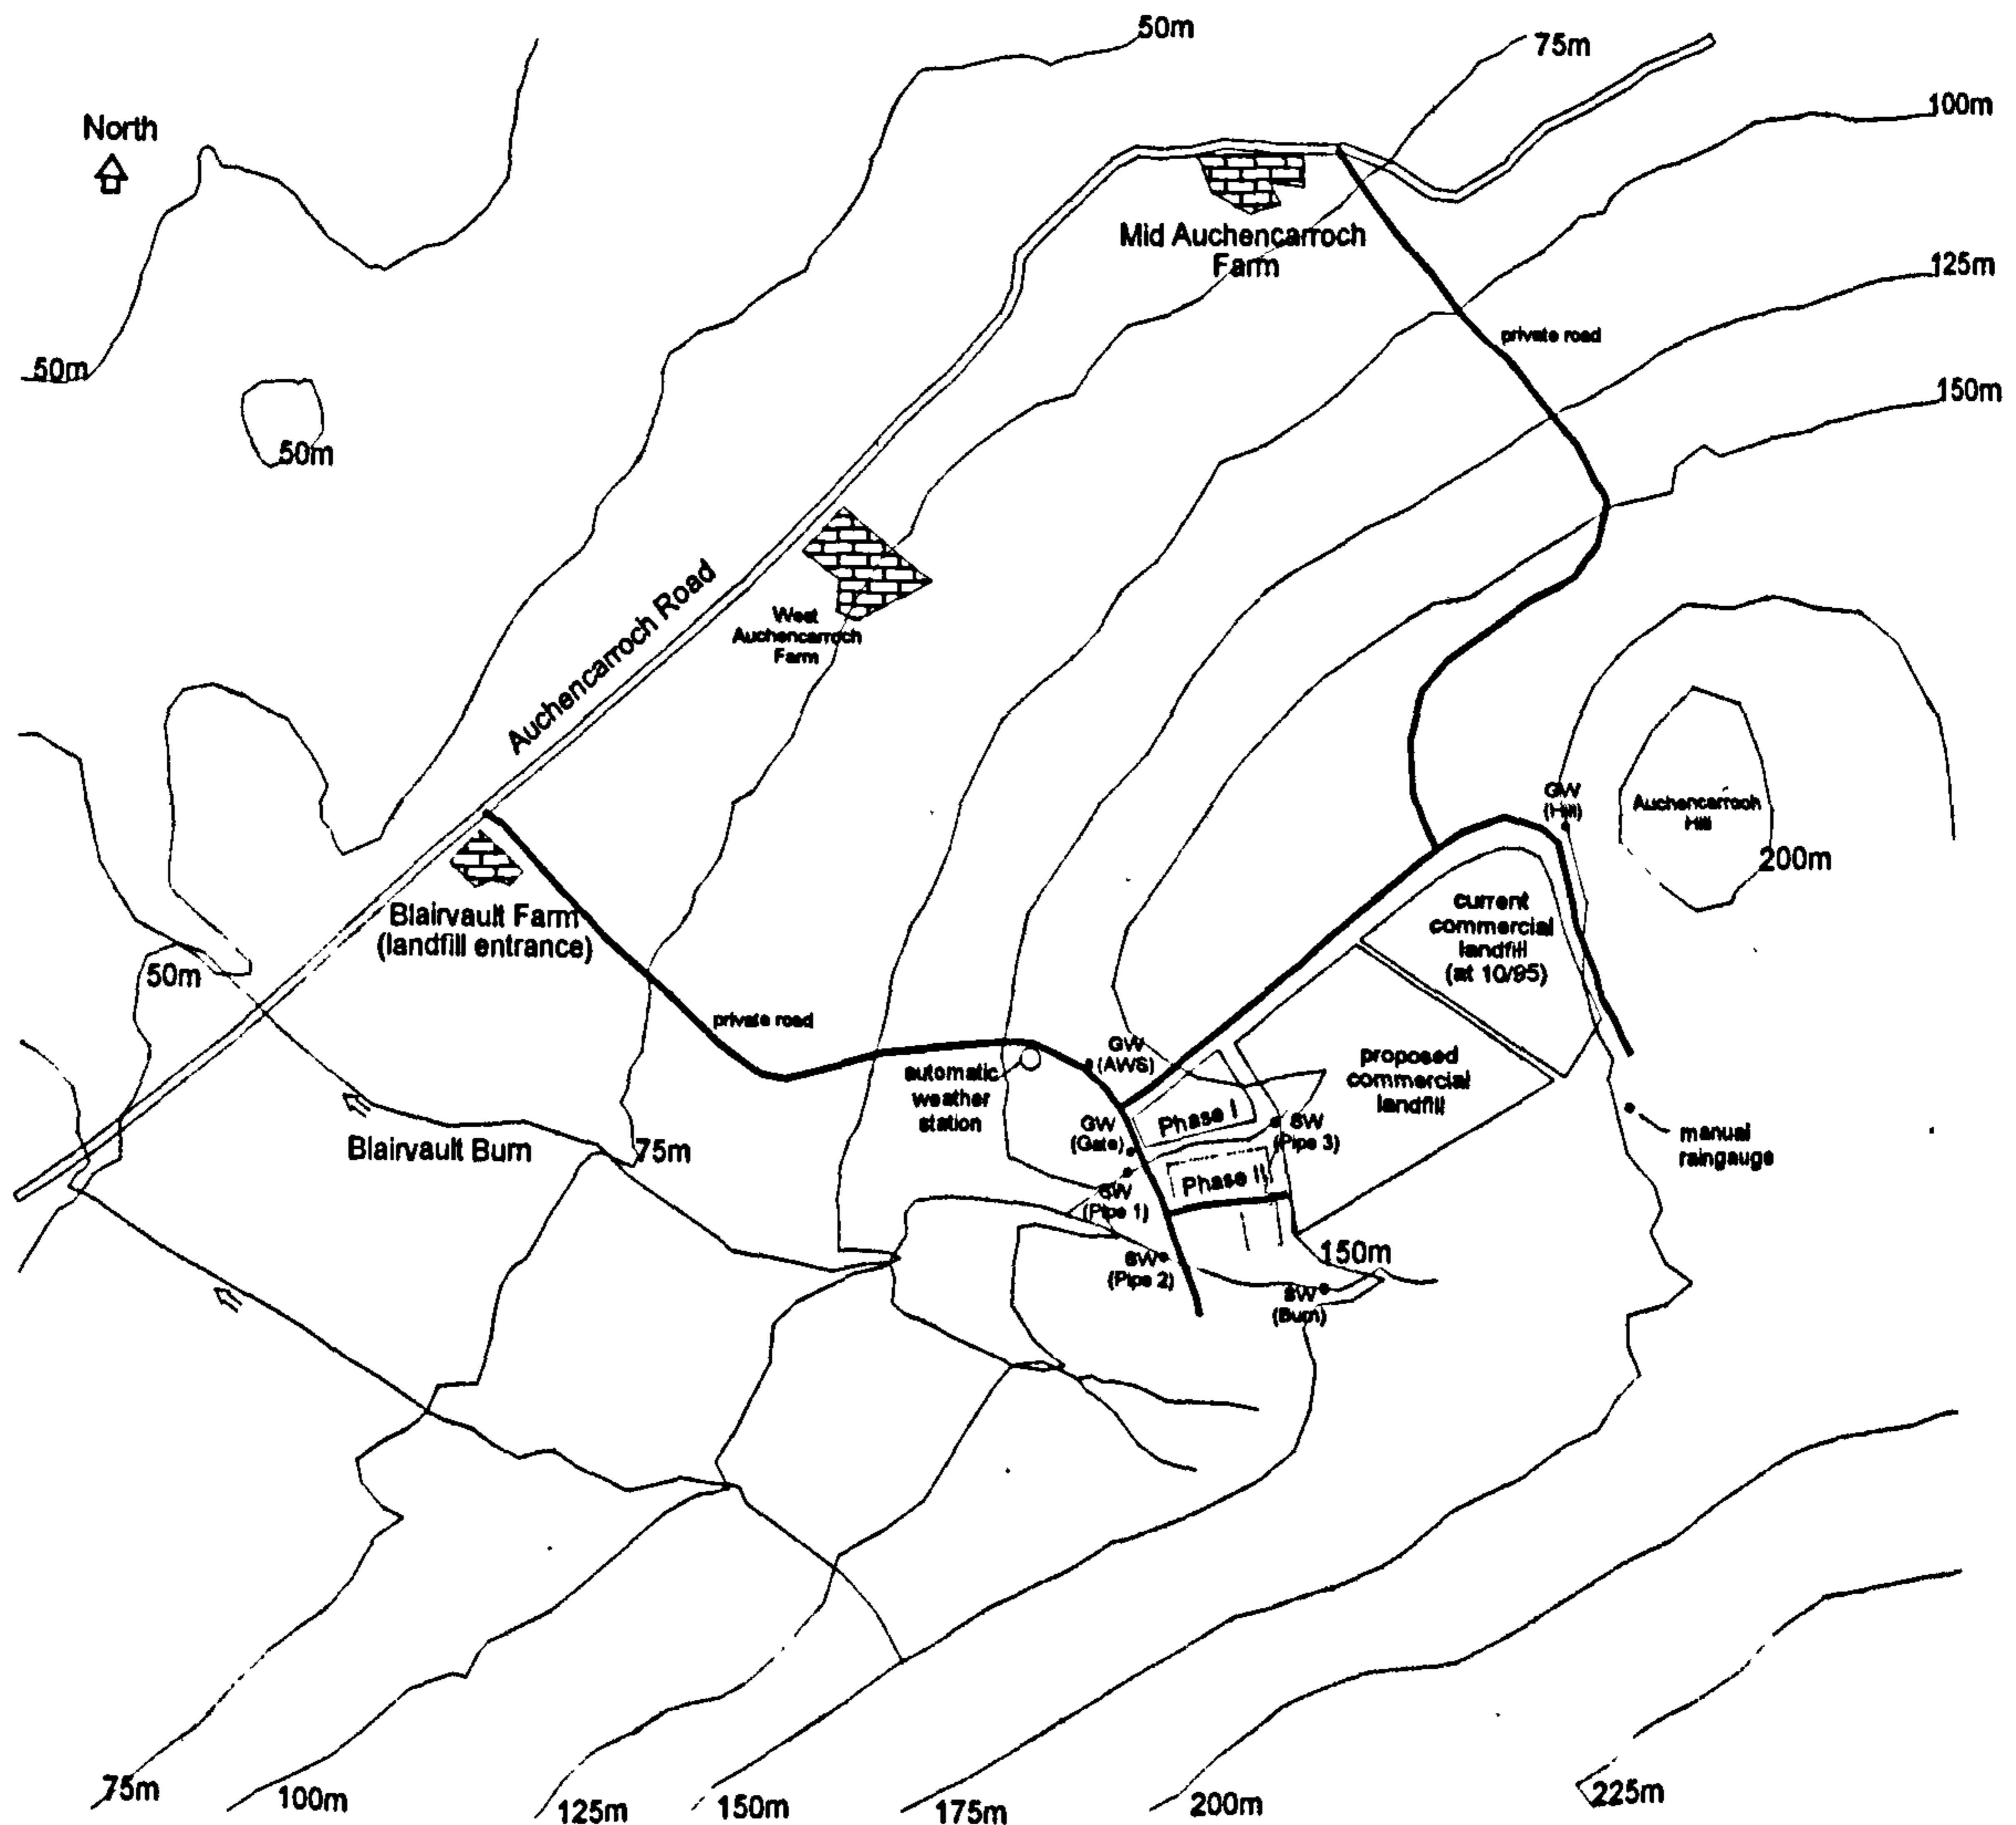 50m
75m
100m
North
Mid Auchencarroch
Farm
125m
private road
50m
150m
50m
Auchencarroch Road
West
Auchencarroch
Farm
GW
(Hill)
Auchencarroch
Hill
200m
current
commercial
landfill
(at 10/95)
Blairvault Farm
(landfill entrance)
50m
private road
GW
(AWS)
automatic
weather
station
proposed
commercial
landfill
Phase I
GW
(Gate)
SW
(Pipe 3)
manual
raingauge
Blairvault Burn
75m
Phase II
SW
(Pipe 1)
150m
SW
(Pipe 2)
SW
(Burn)
75m
100m
125m
150m
175m
200m
225m